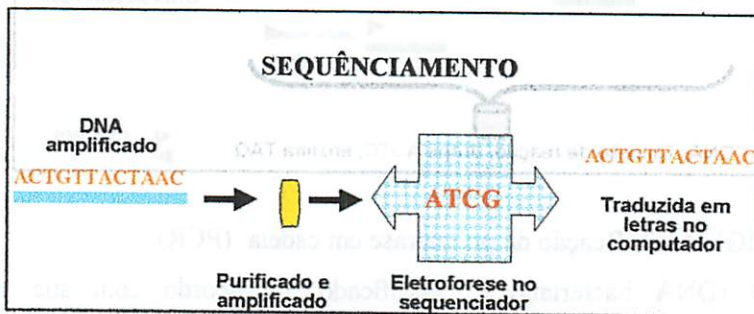 SEQUÊNCIAMENTO
DNA
amplificado
ACTGTTACTAAC
ATCG
ACTGTTACTAAC
Traduzida em
letras no
computador
Purificado e
amplificado
Eletroforese no
sequenciador